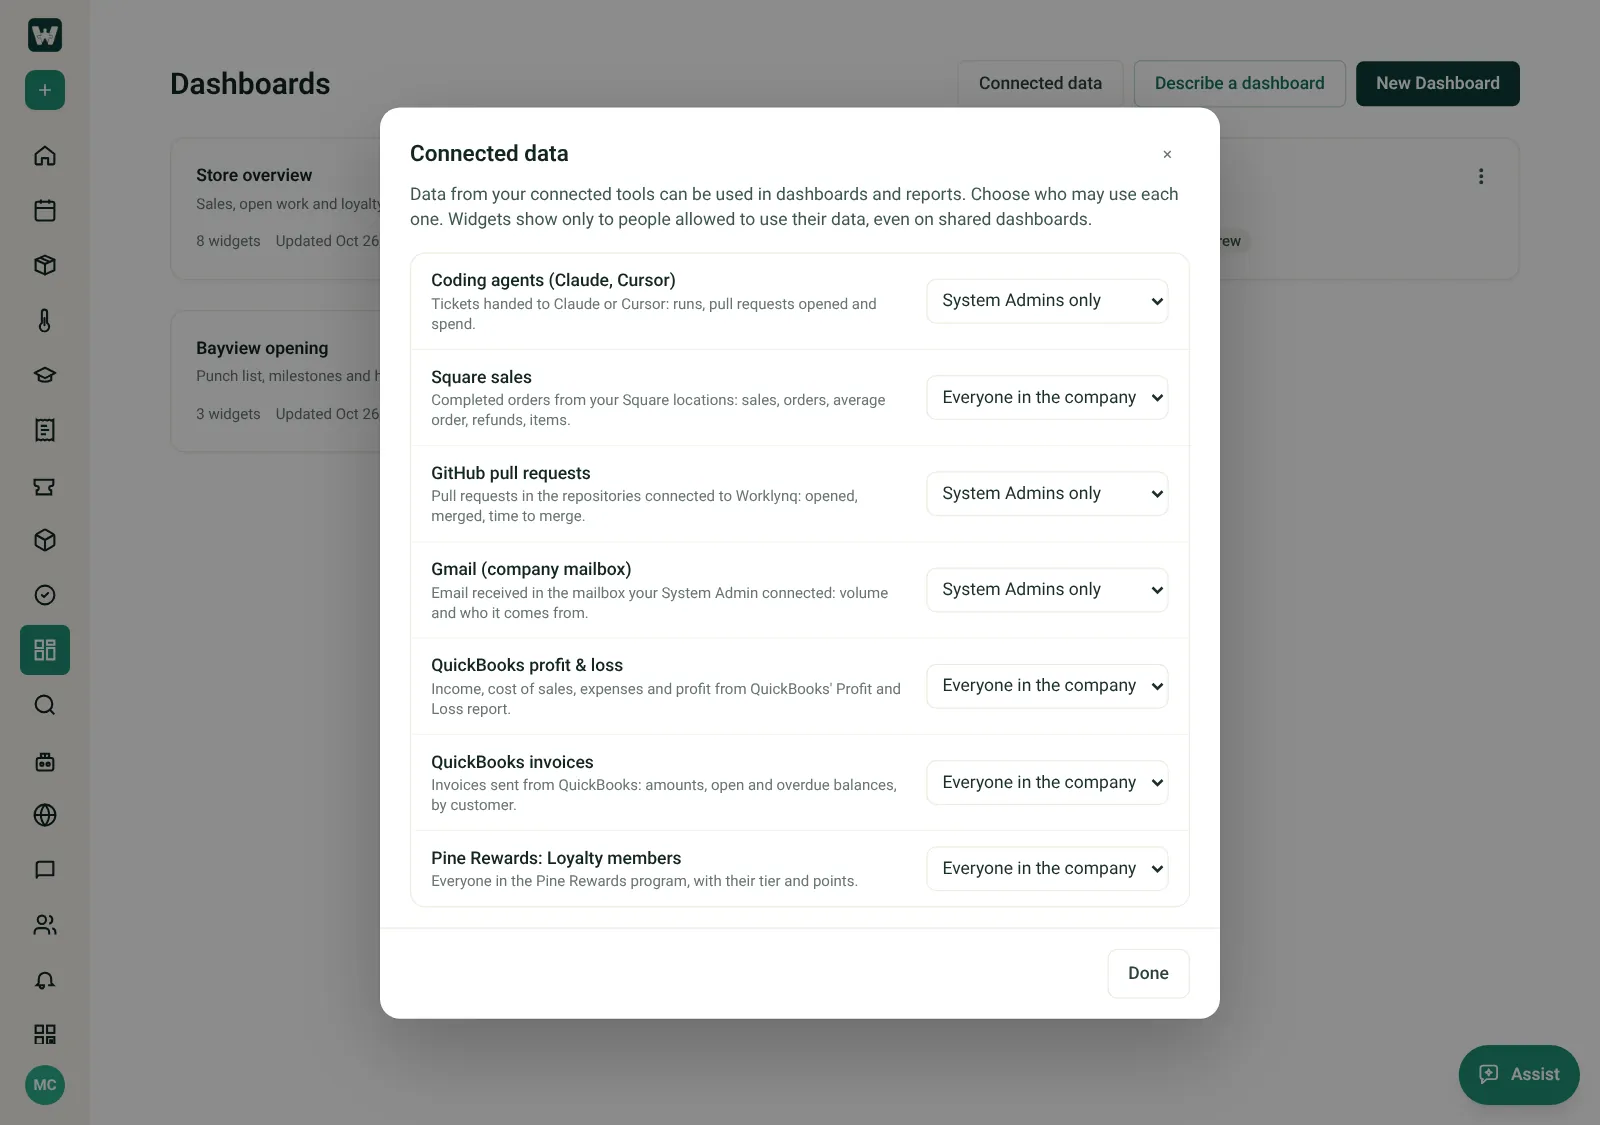 W
Dashboards
Connected data
Describe a dashboard
New Dashboard
Store overview
Sales, open work and loyalty
8 widgets Updated Oct 26
Bayview opening
Punch list, milestones and
3 widgets Updated Oct 26
Connected data
×
Data from your connected tools can be used in dashboards and reports. Choose who may use each
one. Widgets show only to people allowed to use their data, even on shared dashboards.
Coding agents (Claude, Cursor)
Tickets handed to Claude or Cursor: runs, pull requests opened and
spend.
System Admins only
Square sales
Completed orders from your Square locations: sales, orders, average
order, refunds, items.
Everyone in the company
GitHub pull requests
Pull requests in the repositories connected to Worklynq: opened,
merged, time to merge.
System Admins only
Gmail (company mailbox)
Email received in the mailbox your System Admin connected: volume
and who it comes from.
System Admins only
QuickBooks profit & loss
Income, cost of sales, expenses and profit from QuickBooks' Profit and
Loss report.
Everyone in the company
QuickBooks invoices
Invoices sent from QuickBooks: amounts, open and overdue balances,
by customer.
Everyone in the company
Pine Rewards: Loyalty members
Everyone in the Pine Rewards program, with their tier and points.
Everyone in the company
Done
MC
Assist